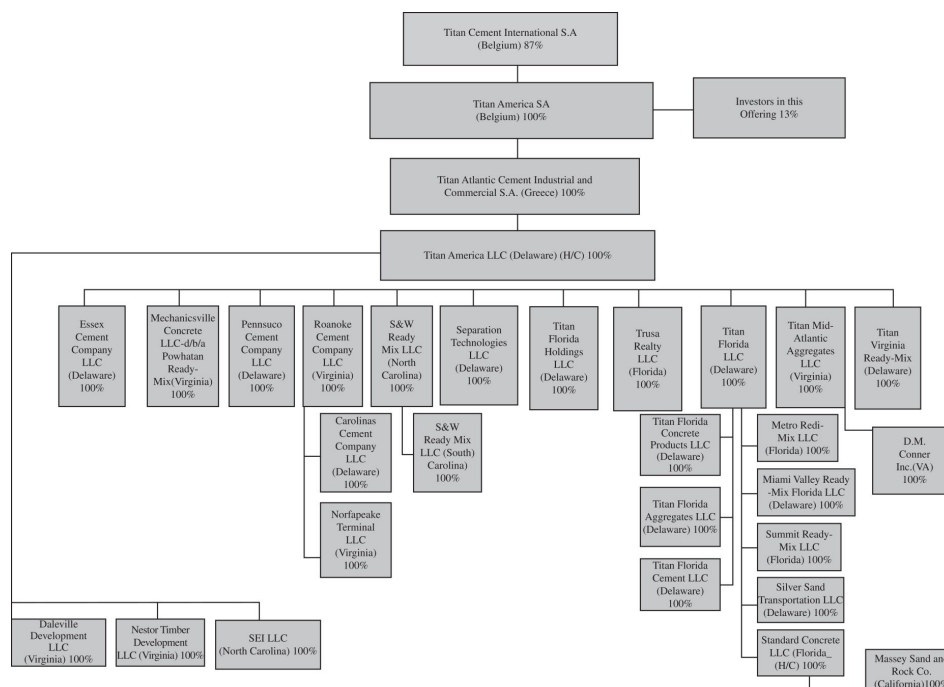 Titan Cement International S.A
(Belgium) 87%
Titan America SA
(Belgium) 100%
Investors in this
Offering 13%
Titan Atlantic Cement Industrial and
Commercial S.A. (Greece) 100%
Titan America LLC (Delaware) (H/C) 100%
Essex
Cement
Company
LLC
(Delaware)
100%
Mechanicsville
Concrete
LLC-d/b/a
Powhatan
Ready-
Mix(Virginia)
100%
Pennsuco
Cement
Company
LLC
(Delaware)
100%
Roanoke
Cement
Company
LLC
(Virginia)
100%
S&W
Ready
Mix LLC
(North
Carolina)
100%
Separation
Technologies
LLC
(Delaware)
100%
Titan
Florida
Holdings
LLC
(Delaware)
100%
Trusa
Realty
LLC
(Florida)
100%
Titan
Florida
LLC
(Delaware)
100%
Titan Mid-
Atlantic
Aggregates
LLC
(Virginia)
100%
Titan
Virginia
Ready-Mix
(Delaware)
100%
Carolinas
Cement
Company
LLC
(Delaware)
100%
Norfapeake
Terminal
LLC
(Virginia)
100%
S&W
Ready Mix
LLC (South)
Carolina)
100%
Titan Florida
Concrete
Products LLC
(Delaware)
100%
Titan Florida
Aggregates LLC
(Delaware) 100%
Titan Florida
Cement LLC
(Delaware)
100%
Metro Redi-
Mix LLC
(Florida) 100%
Miami Valley Ready
-Mix Florida LLC
(Delaware) 100%
Summit Ready-
Mix LLC
(Florida) 100%
Silver Sand
Transportation LLC
(Delaware) 100%
Standard Concrete
LLC (Florida_
(H/C) 100%
D.M.
Conner
Inc.(VA)
100%
Daleville
Development
LLC
(Virginia) 100%
Nestor Timber
Development
LLC (Virginia) 100%
SEI LLC
(North Carolina) 100%
Massey Sand and
Rock Co.
(California)100%